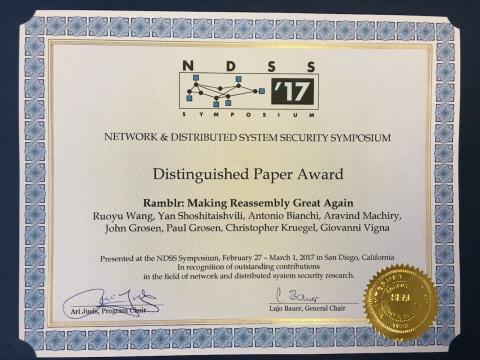 NDSS
'17
SYMPOSIUM
NETWORK & DISTRIBUTED SYSTEM SECURITY SYMPOSIUM
Distinguished Paper Award
Ramblr: Making Reassembly Great Again
Ruoyu Wang, Yan Shoshitaishvili, Antonio Bianchi, Aravind Machiry,
John Grosen, Paul Grosen, Christopher Kruegel, Giovanni Vigna
Presented at the NDSS Symposium, February 27 – March 1, 2017 in San Diego, California
In recognition of outstanding contributions
in the field of network and distributed system security research.
Ari Juels, Program Chair
Lujo Bauer, General Chair
SEAL